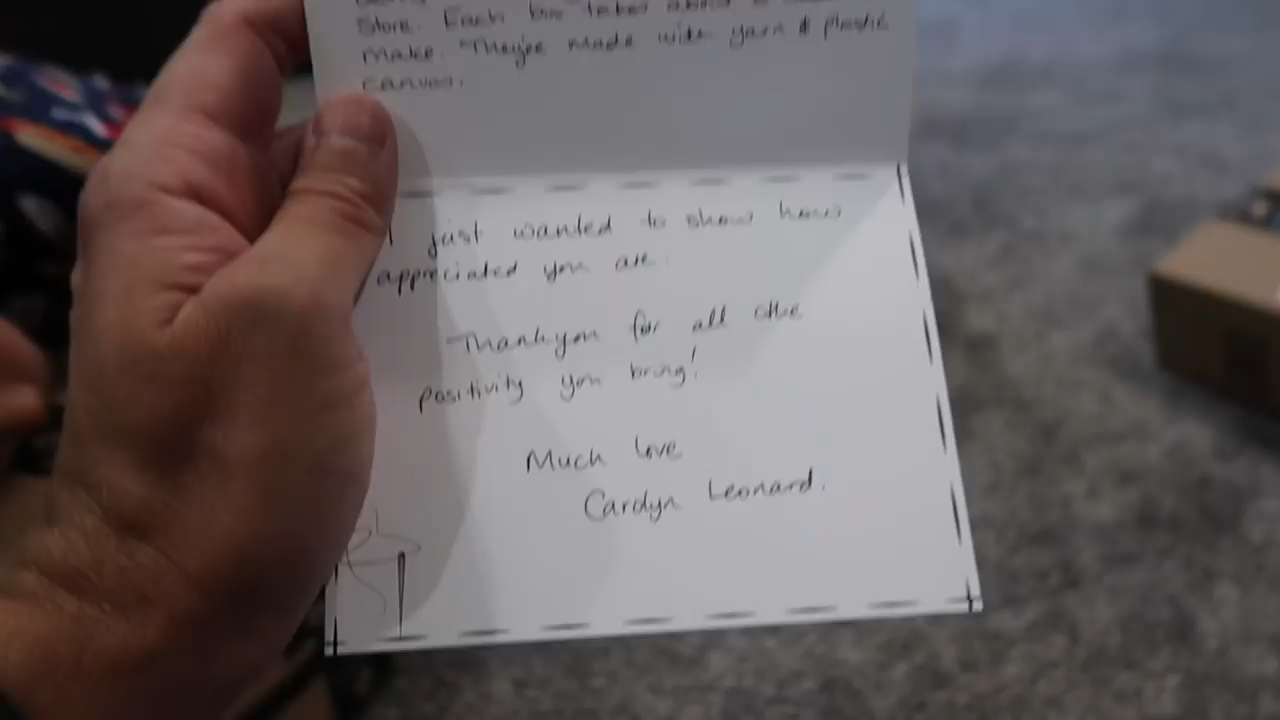 Store. Each box takes about a
make. They're made with yarn & plastic
canvas.
I just wanted to show how
appreciated you are.
Thankyou for all the
positivity you bring!
Much love
Carolyn Leonard.